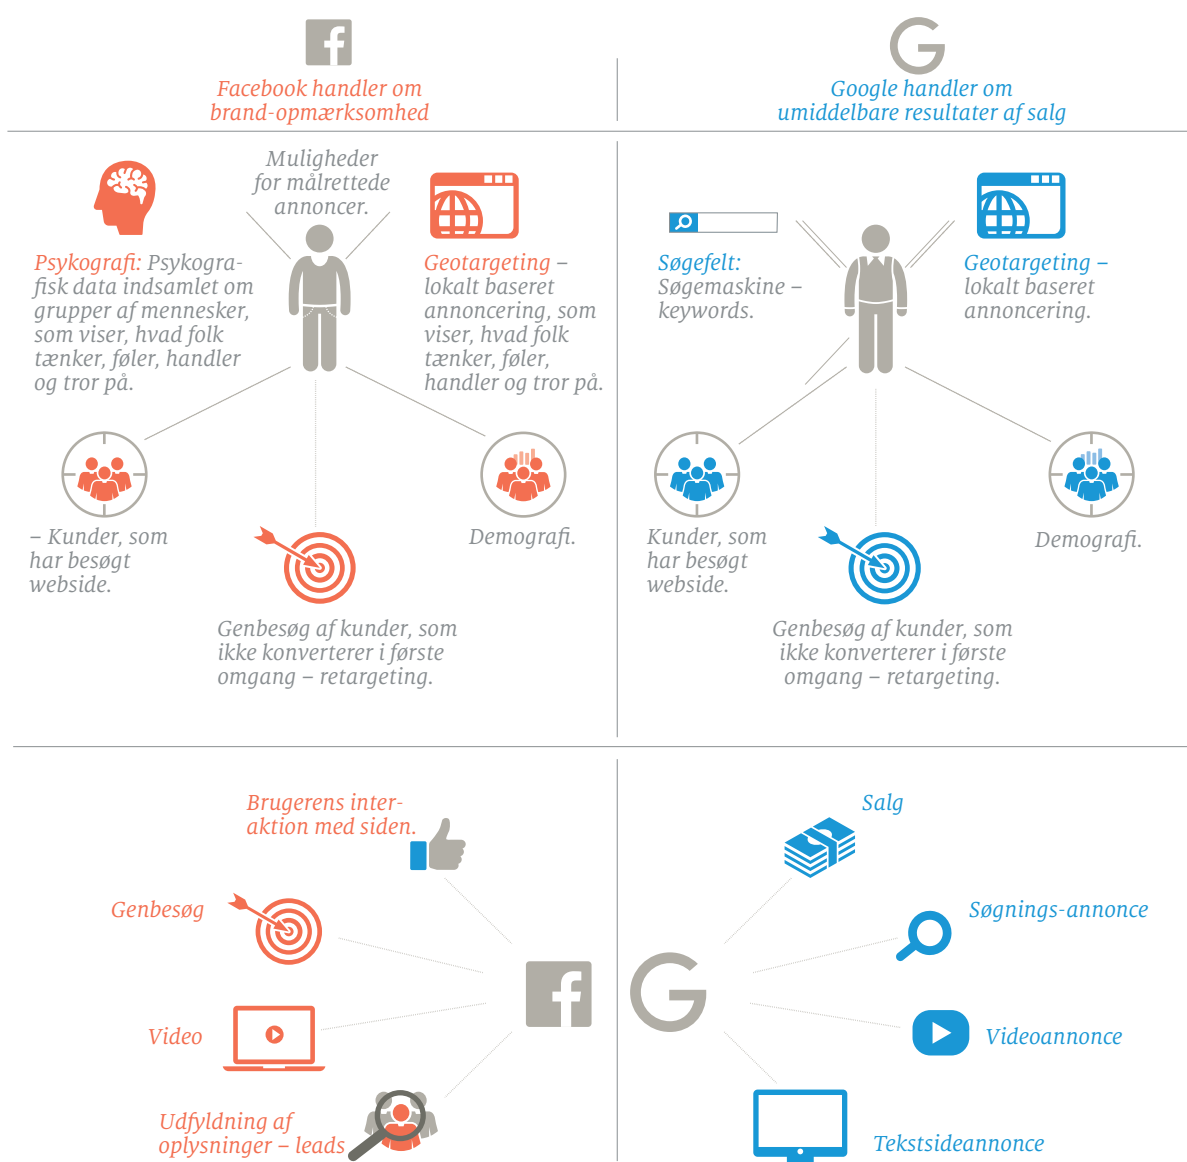 Facebook handler om
brand-opmærksomhed
Google handler om
umiddelbare resultater af salg
Muligheder
for målrettede
annoncer.
Psykografi: Psykogra-
fisk data indsamlet om
grupper af mennesker,
som viser, hvad folk
tænker, føler, handler
og tror på.
Geotargeting –
lokalt baseret
annoncering, som
viser, hvad folk
tænker, føler,
handler og tror på.
– Kunder, som
har besøgt
webside.
Demografi.
Genbesøg af kunder, som
ikke konverterer i første
omgang – retargeting.
Søgefelt:
Søgemaskine –
keywords.
Geotargeting –
lokalt baseret
annoncering.
Kunder, som
har besøgt
webside.
Demografi.
Genbesøg af kunder, som
ikke konverterer i første
omgang – retargeting.
Brugerens inter-
aktion med siden.
Genbesøg
Video
Udfyldning af
oplysninger – leads
Salg
Søgnings-annonce
Videoannonce
Tekstsideannonce